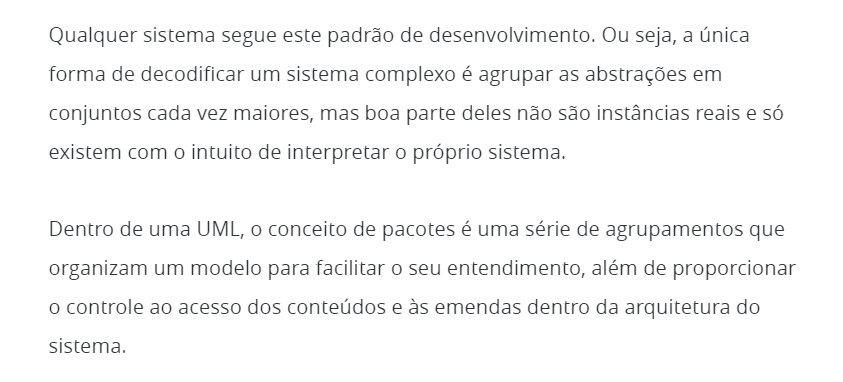 Qualquer sistema segue este padrão de desenvolvimento. Ou seja, a única
forma de decodificar um sistema complexo é agrupar as abstrações em
conjuntos cada vez maiores, mas boa parte deles não são instâncias reais e só
existem com o intuito de interpretar o próprio sistema.
Dentro de uma UML, o conceito de pacotes é uma série de agrupamentos que
organizam um modelo para facilitar o seu entendimento, além de proporcionar
o controle ao acesso dos conteúdos e às emendas dentro da arquitetura do
sistema.